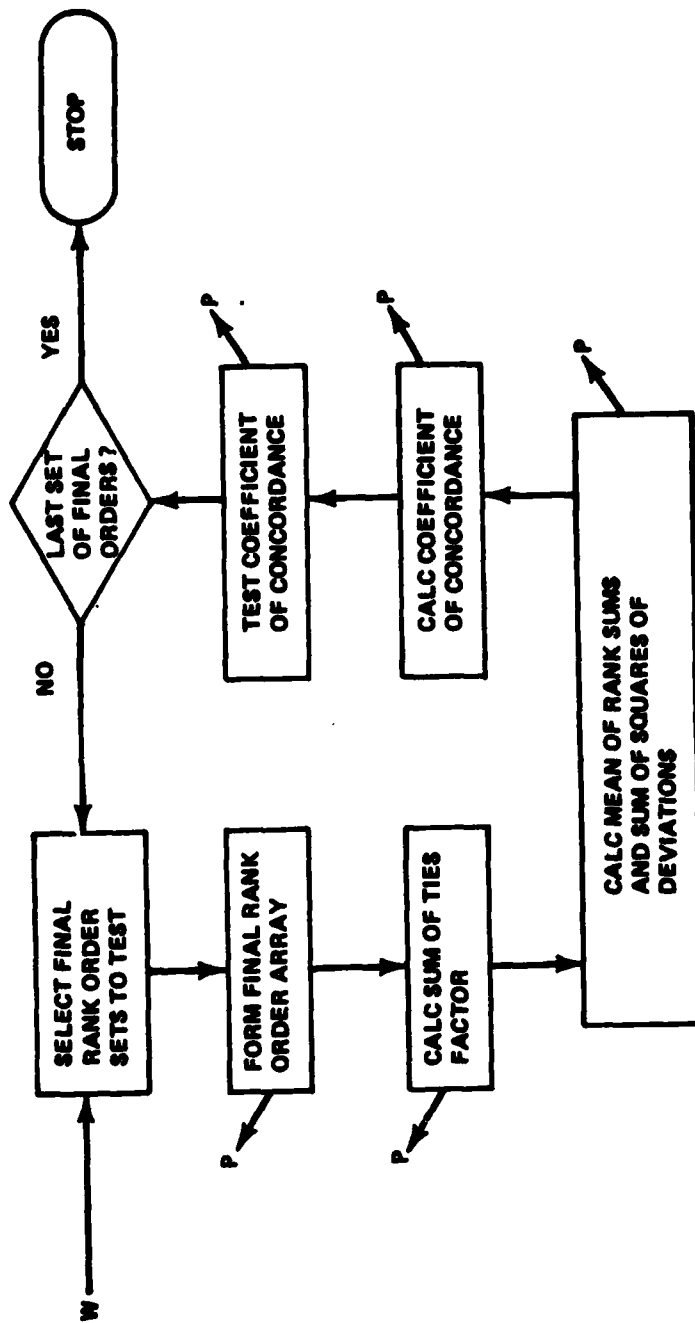 W
SELECT FINAL
RANK ORDER
SETS TO TEST
NO
LAST SET
OF FINAL
ORDERS?
YES
STOP
P
FORM FINAL RANK
ORDER ARRAY
TEST COEFFICIENT
OF CONCORDANCE
P
P
CALC SUM OF TIES
FACTOR
CALC COEFFICIENT
OF CONCORDANCE
P
CALC MEAN OF RANK SUMS
AND SUM OF SQUARES OF
DEVIATIONS
P